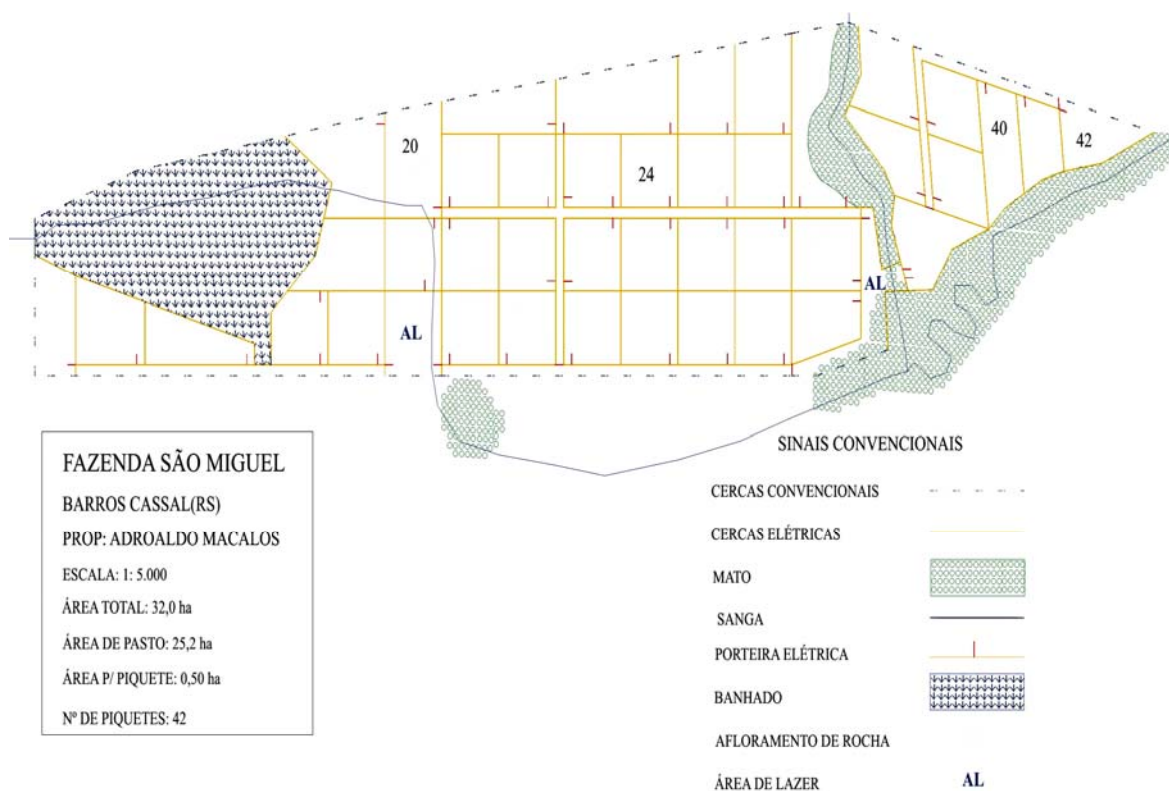 20
24
40
42
AL
AL
FAZENDA SÃO MIGUEL
BARROS CASSAL(RS)
PROP: ADROALDO MACALOS
ESCALA: 1: 5.000
ÁREA TOTAL: 32,0 ha
ÁREA DE PASTO: 25,2 ha
ÁREA P/ PIQUETE: 0,50 ha
Nº DE PIQUETES: 42
SINAIS CONVENCIONAIS
CERCAS CONVENCIONAIS
CERCAS ELÉTRICAS
MATO
SANGA
PORTEIRA ELÉTRICA
BANHADO
AFLORAMENTO DE ROCHA
ÁREA DE LAZER AL